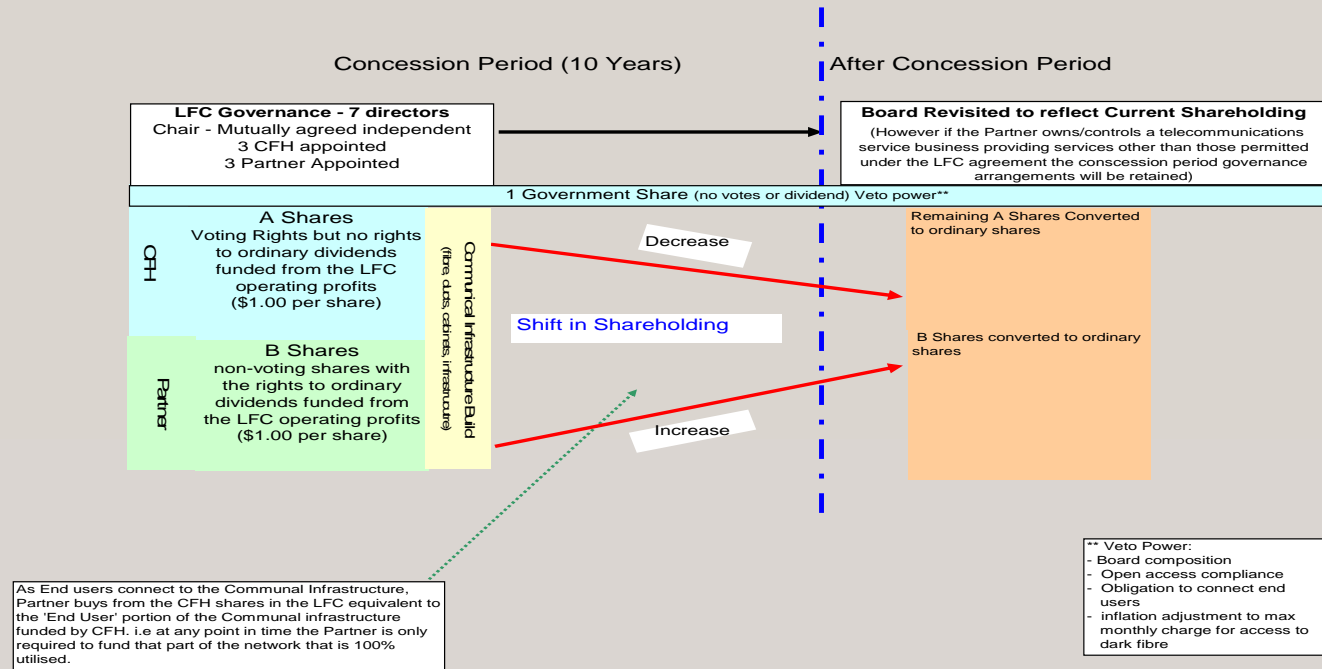 Concession Period (10 Years)
After Concession Period
LFC Governance - 7 directors
Chair - Mutually agreed independent
3 CFH appointed
3 Partner Appointed
Board Revisited to reflect Current Shareholding
(However if the Partner owns/controls a telecommunications
service business providing services other than those permitted
under the LFC agreement the conscession period governance
arrangements will be retained)
1 Government Share (no votes or dividend) Veto power**
CFH
A Shares
Voting Rights but no rights
to ordinary dividends
funded from the LFC
operating profits
($1.00 per share)
Partner
B Shares
non-voting shares with
the rights to ordinary
dividends funded from
the LFC operating profits
($1.00 per share)
Communical Infrastructure Build
(fibre, ducts, cabinets, infrastrucutre)
Decrease
Shift in Shareholding
Increase
Remaining A Shares Converted
to ordinary shares
B Shares converted to ordinary
shares
As End users connect to the Communal Infrastructure,
Partner buys from the CFH shares in the LFC equivalent to
the 'End User' portion of the Communal infrastructure
funded by CFH. i.e at any point in time the Partner is only
required to fund that part of the network that is 100%
utilised.
** Veto Power:
- Board composition
- Open access compliance
- Obligation to connect end
users
- inflation adjustment to max
monthly charge for access to
dark fibre